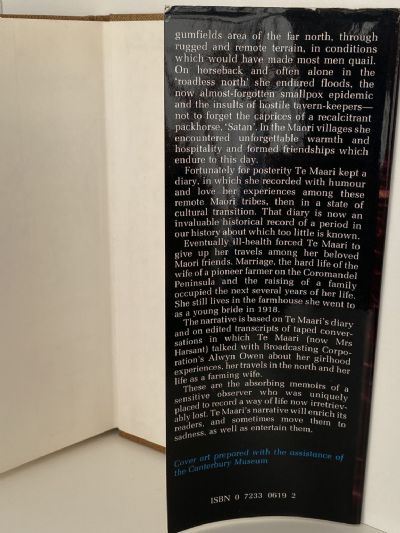 gumfields area of the far north, through
rugged and remote terrain, in conditions
which would have made most men quail.
On horseback and often alone in the
'roadless north' she endured floods, the
now almost-forgotten smallpox epidemic
and the insults of hostile tavern-keepers—
not to forget the caprices of a recalcitrant
packhorse, 'Satan'. In the Maori villages she
encountered unforgettable warmth and
hospitality and formed friendships which
endure to this day.
Fortunately for posterity Te Maari kept a
diary, in which she recorded with humour
and love her experiences among these
remote Maori tribes, then in a state of
cultural transition. That diary is now an
invaluable historical record of a period in
our history about which too little is known.
Eventually ill-health forced Te Maari to
give up her travels among her beloved
Maori friends. Marriage, the hard life of the
wife of a pioneer farmer on the Coromandel
Peninsula and the raising of a family
occupied the next several years of her life.
She still lives in the farmhouse she went to
as a young bride in 1918.
The narrative is based on Te Maari's diary
and on edited transcripts of taped conver-
sations in which Te Maari (now Mrs
Harsant) talked with Broadcasting Corpo-
ration's Alwyn Owen about her girlhood
experiences, her travels in the north and her
life as a farming wife.
These are the absorbing memoirs of a
sensitive observer who was uniquely
placed to record a way of life now irretriev-
ably lost. Te Maari's narrative will enrich its
readers, and sometimes move them to
sadness, as well as entertain them.
Cover art prepared with the assistance of
the Canterbury Museum
ISBN 0 7233 0619 2